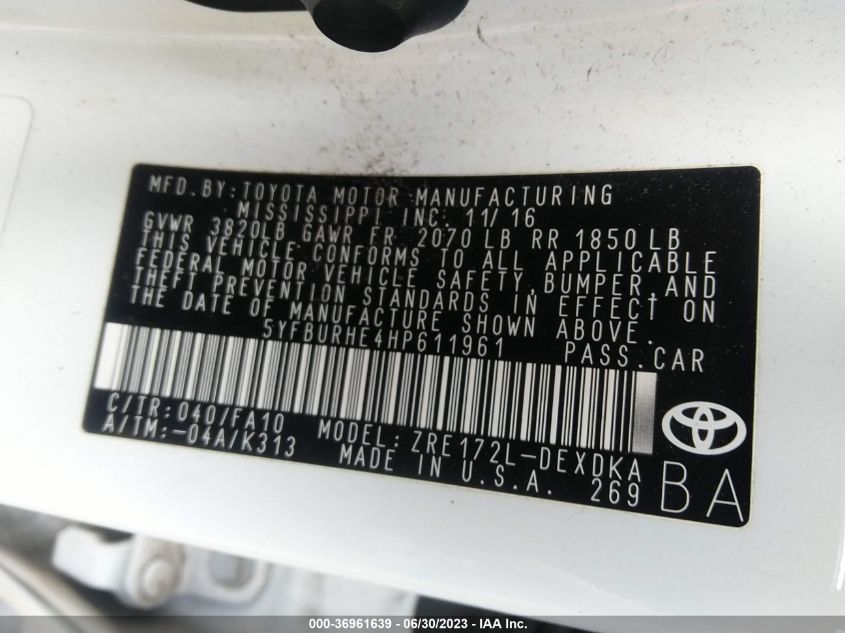 MFD. BY: TOYOTA MOTOR MANUFACTURING
MISSISSIPPI INC. 11/16
GVWR 3820LB GAWR FR 2070 LB RR 1850LB
THIS VEHICLE CONFORMS TO ALL APPLICABLE
FEDERAL MOTOR VEHICLE SAFETY, BUMPER, AND
THEFT PREVENTION STANDARDS IN EFFECT ON
THE DATE OF MANUFACTURE SHOWN ABOVE.
5YFBURHE4HP611961 PASS.CAR
C/TR: 040/FA10 MODEL: ZRE172L-DEXDKA
A/TM: -04A/K313 MADE IN U.S.A. 269
BA
000-36961639 - 06/30/2023 - IAA Inc.